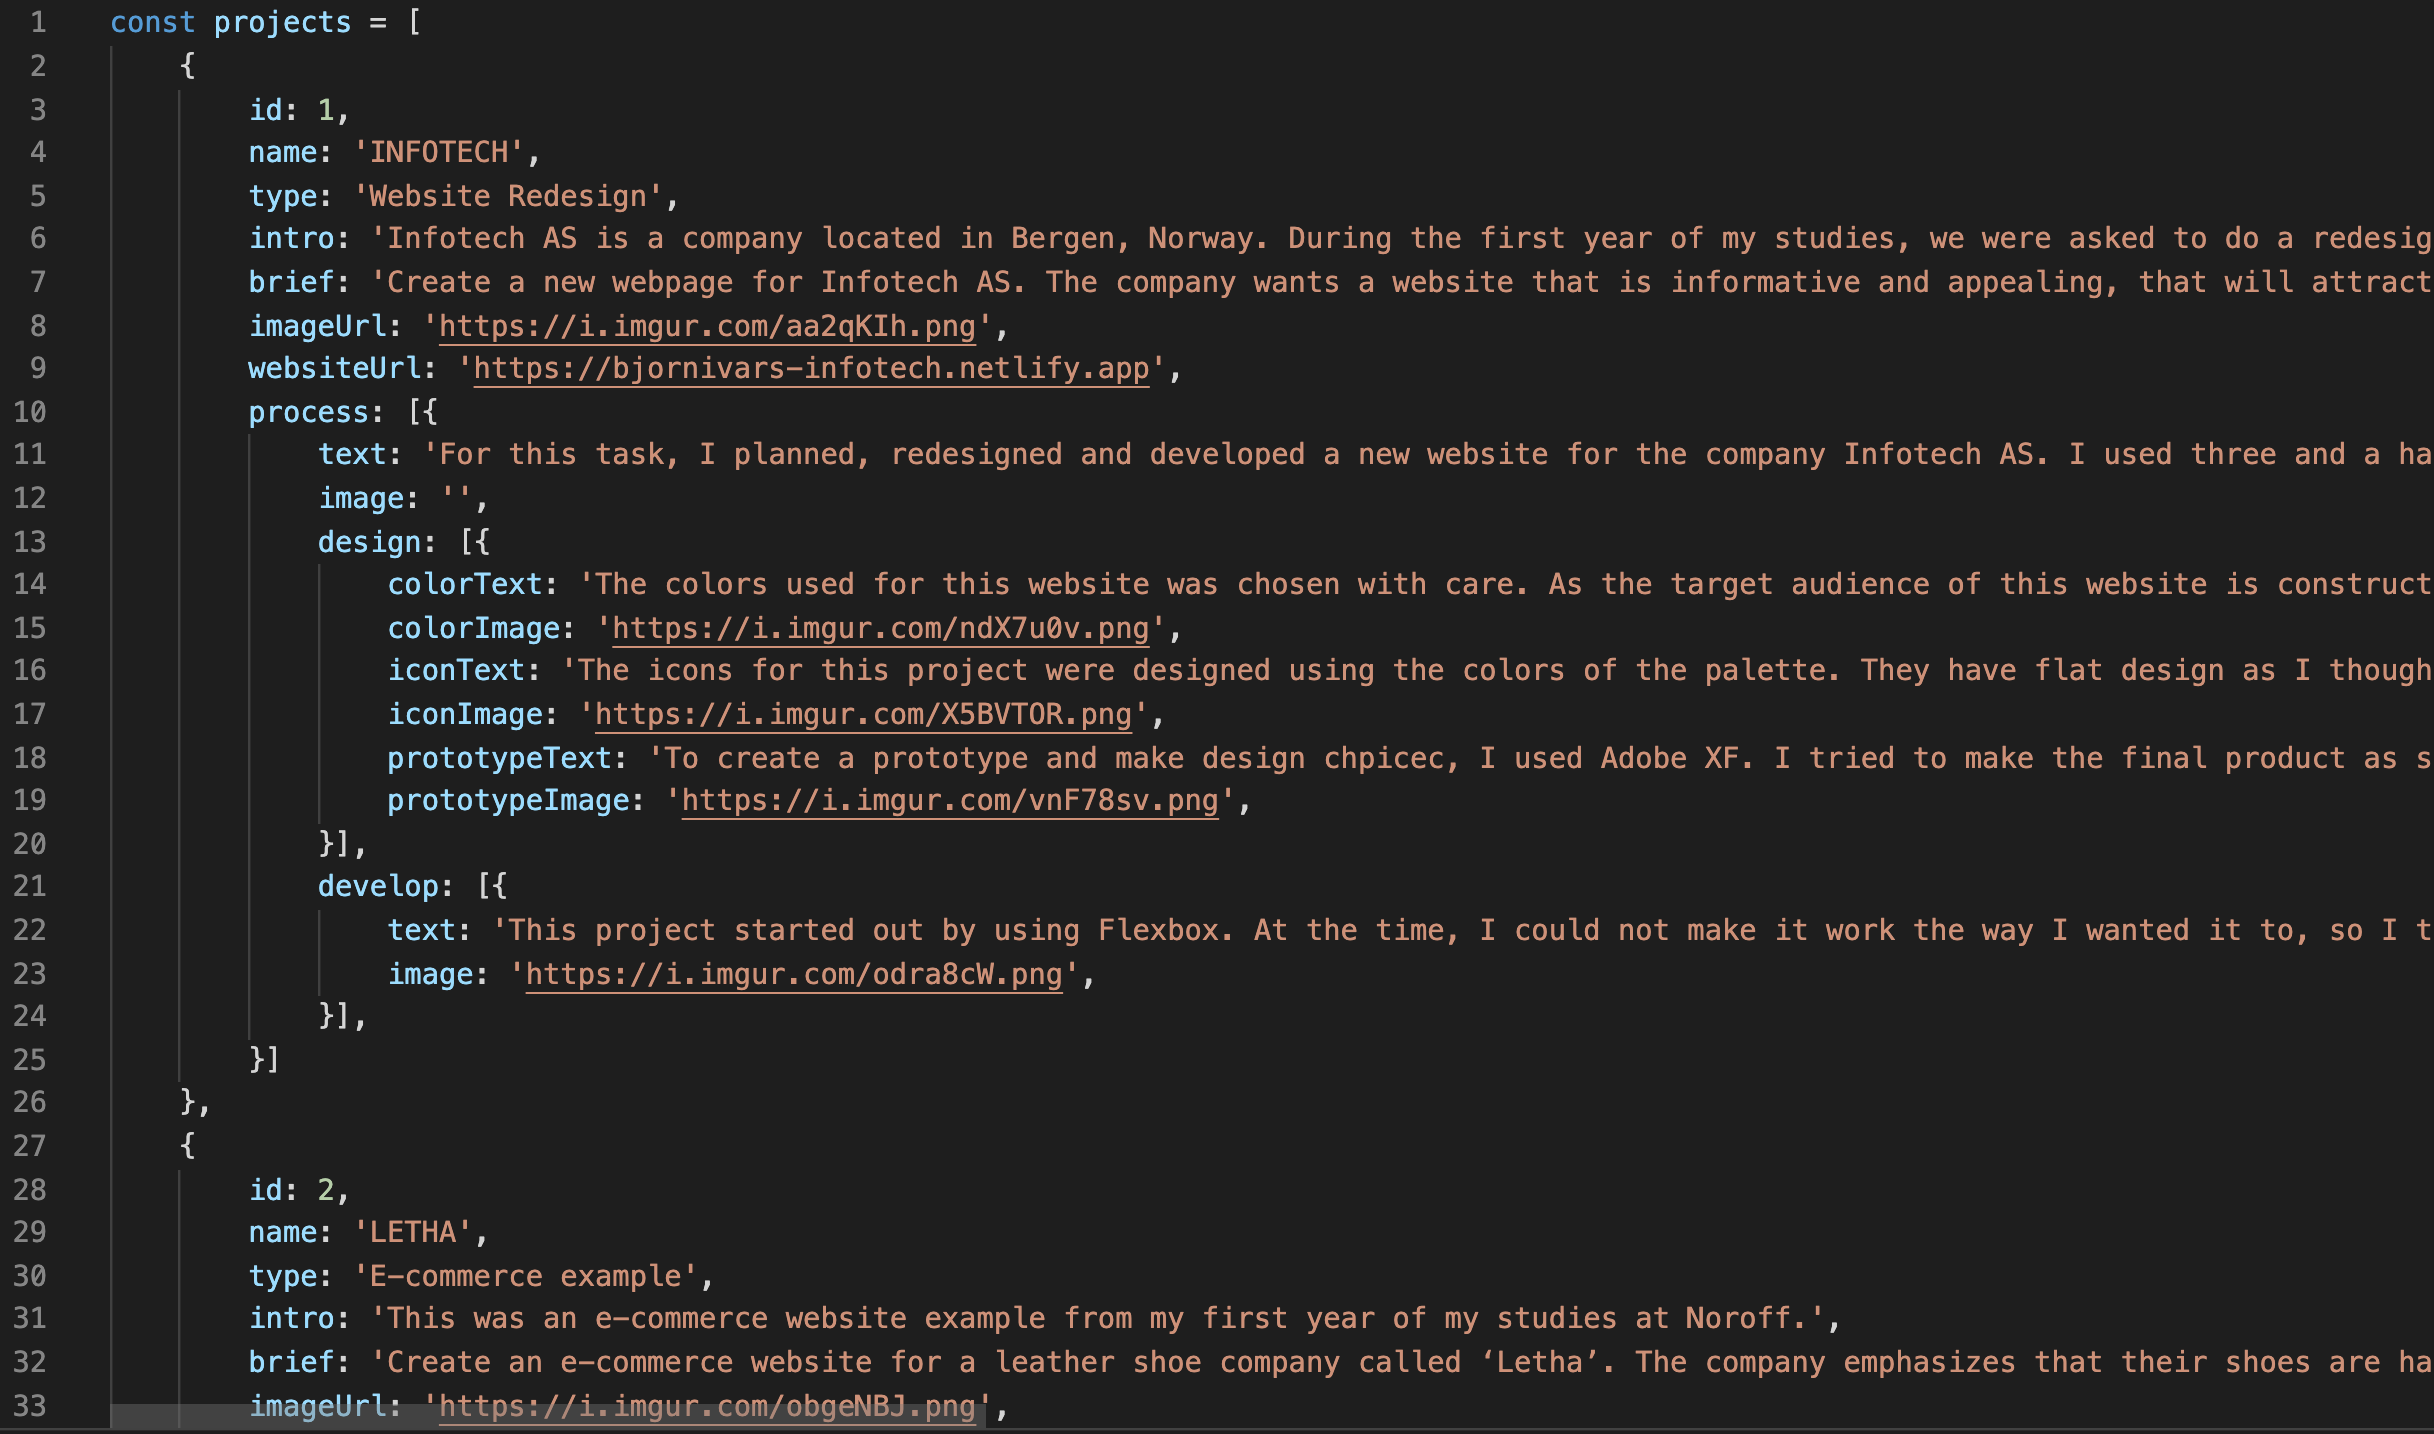 1 const projects = [
2 {
3 id: 1,
4 name: 'INFOTECH',
5 type: 'Website Redesign',
6 intro: 'Infotech AS is a company located in Bergen, Norway. During the first year of my studies, we were asked to do a redesig
7 brief: 'Create a new webpage for Infotech AS. The company wants a website that is informative and appealing, that will attract
8 imageUrl: 'https://i.imgur.com/aa2qKIh.png',
9 websiteUrl: 'https://bjornivars-infotech.netlify.app',
10 process: [{
11 text: 'For this task, I planned, redesigned and developed a new website for the company Infotech AS. I used three and a ha
12 image: '',
13 design: [{
14 colorText: 'The colors used for this website was chosen with care. As the target audience of this website is construct
15 colorImage: 'https://i.imgur.com/ndX7u0v.png',
16 iconText: 'The icons for this project were designed using the colors of the palette. They have flat design as I though
17 iconImage: 'https://i.imgur.com/X5BVTOR.png',
18 prototypeText: 'To create a prototype and make design chpicec, I used Adobe XF. I tried to make the final product as s
19 prototypeImage: 'https://i.imgur.com/vnF78sv.png',
20 }],
21 develop: [{
22 text: 'This project started out by using Flexbox. At the time, I could not make it work the way I wanted it to, so I t
23 image: 'https://i.imgur.com/odra8cW.png',
24 }],
25 }]
26 },
27 {
28 id: 2,
29 name: 'LETHA',
30 type: 'E-commerce example',
31 intro: 'This was an e-commerce website example from my first year of my studies at Noroff.',
32 brief: 'Create an e-commerce website for a leather shoe company called ‘Letha’. The company emphasizes that their shoes are ha
33 imageUrl: 'https://i.imgur.com/obgeNBJ.png',